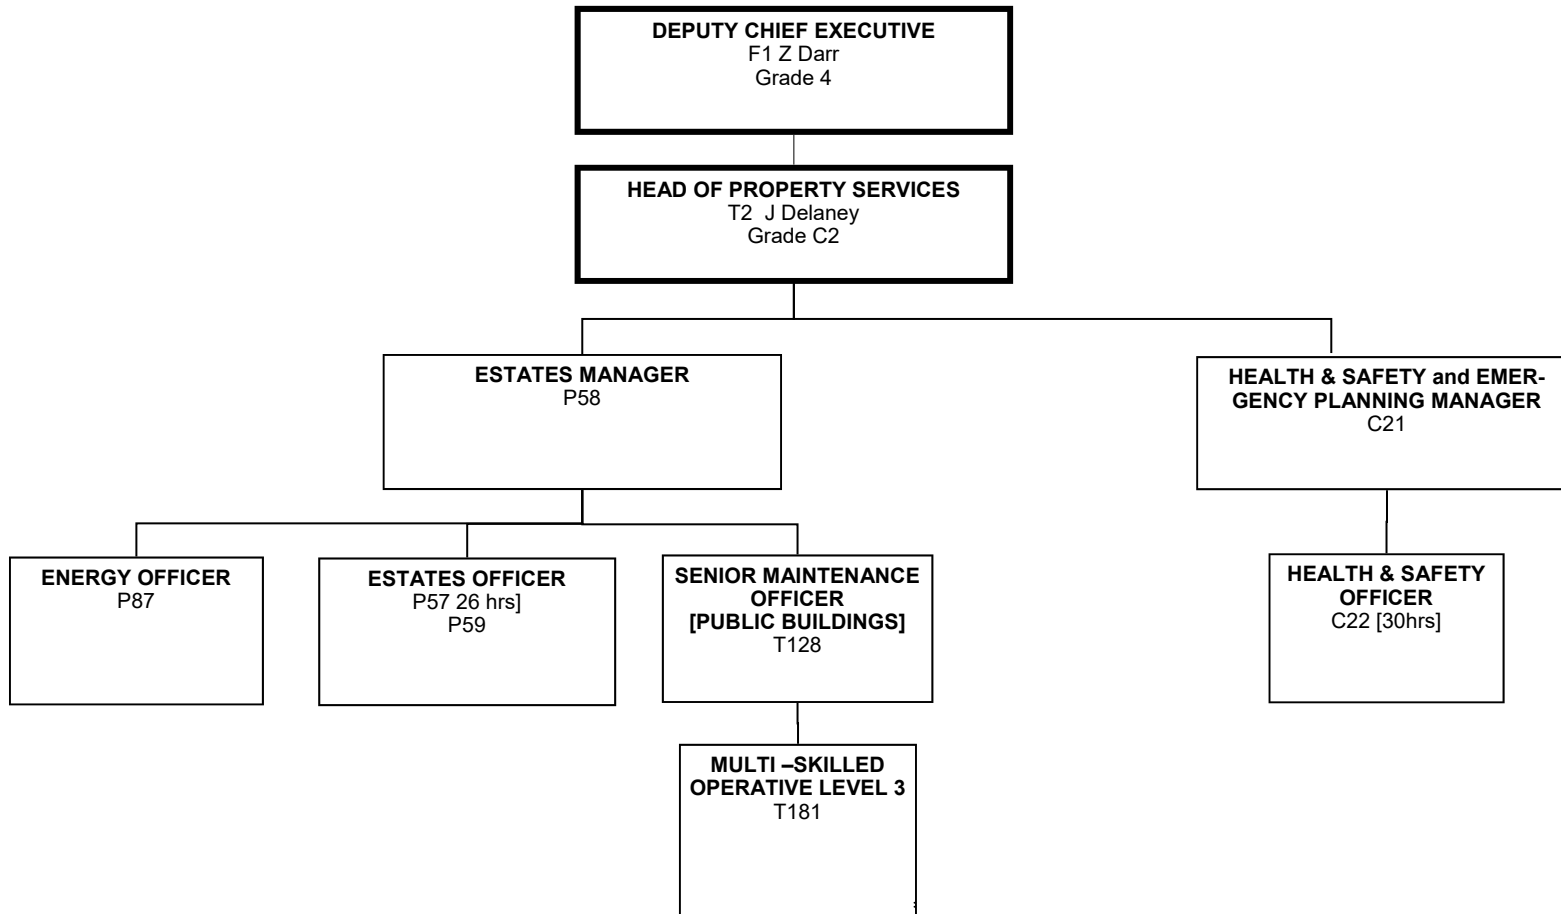 DEPUTY CHIEF EXECUTIVE
F1 Z Darr
Grade 4
HEAD OF PROPERTY SERVICES
T2 J Delaney
Grade C2
ESTATES MANAGER
P58
HEALTH & SAFETY and EMER-
GENCY PLANNING MANAGER
C21
ENERGY OFFICER
P87
ESTATES OFFICER
P57 26 hrs]
P59
SENIOR MAINTENANCE
OFFICER
[PUBLIC BUILDINGS]
T128
HEALTH & SAFETY
OFFICER
C22 [30hrs]
MULTI –SKILLED
OPERATIVE LEVEL 3
T181